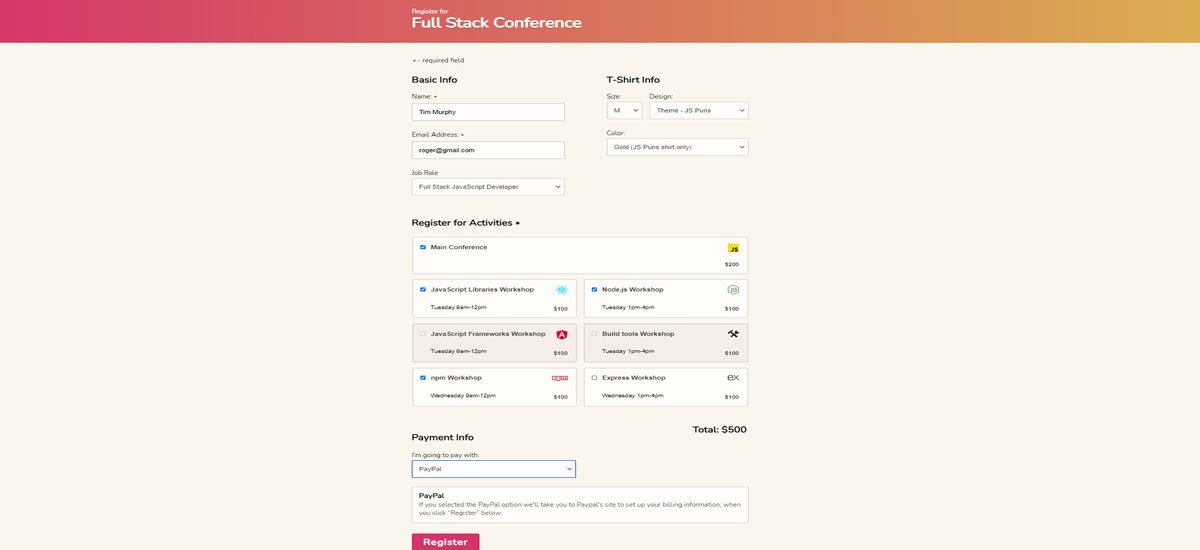 Register for
Full Stack Conference
* - required field
Basic Info
Name: *
Tim Murphy
Email Address: *
roger@gmail.com
Job Role
Full Stack JavaScript Developer
T-Shirt Info
Size:
M
Design:
Theme - JS Puns
Color:
Gold (JS Puns shirt only)
Register for Activities *
Main Conference
JS
$200
JavaScript Libraries Workshop
Tuesday 9am-12pm
$100
Node.js Workshop
JS
Tuesday 1pm-4pm
$100
JavaScript Frameworks Workshop
A
Tuesday 9am-12pm
$100
Build tools Workshop
Tuesday 1pm-4pm
$100
npm Workshop
npm
Wednesday 9am-12pm
$100
Express Workshop
ex
Wednesday 1pm-4pm
$100
Total: $500
Payment Info
I'm going to pay with:
PayPal
PayPal
If you selected the PayPal option we'll take you to Paypal's site to set up your billing information, when
you click “Register” below.
Register